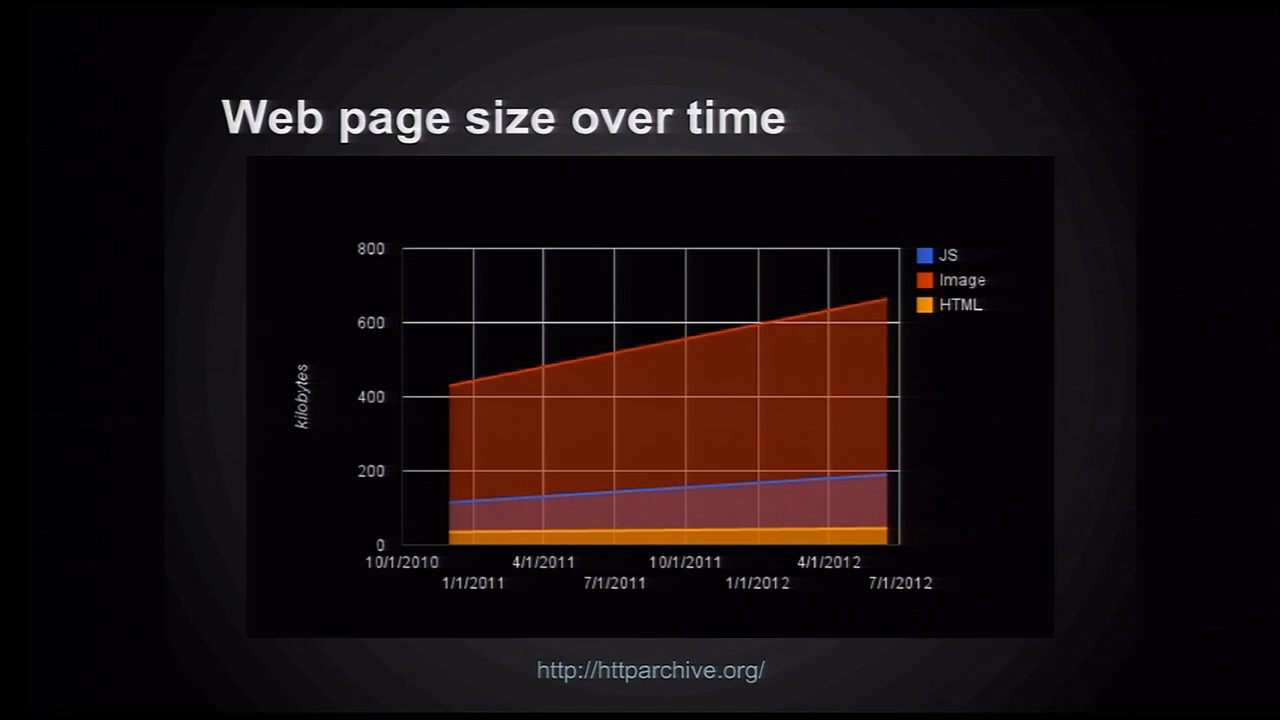 Web page size over time
800
JS
Image
HTML
600
kilobytes
400
200
0
10/1/2010
4/1/2011
10/1/2011
4/1/2012
1/1/2011
7/1/2011
1/1/2012
7/1/2012
http://httparchive.org/